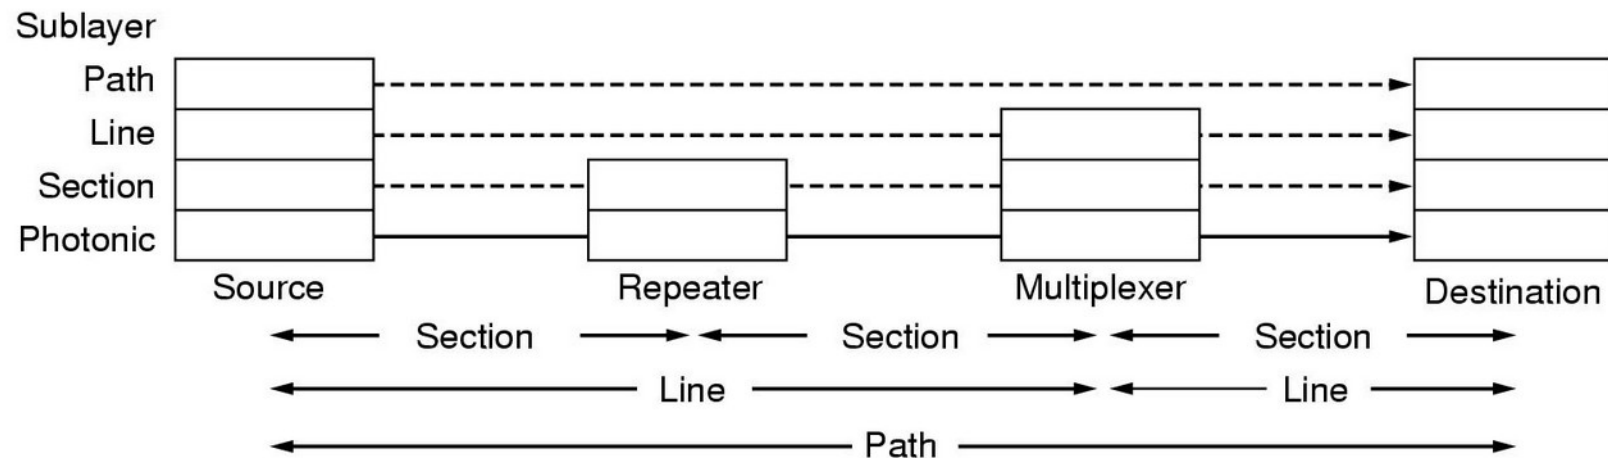 Sublayer
Path
Line
Section
Photonic
Source Repeater Multiplexer Destination
Section Section Section
Line Line
Path